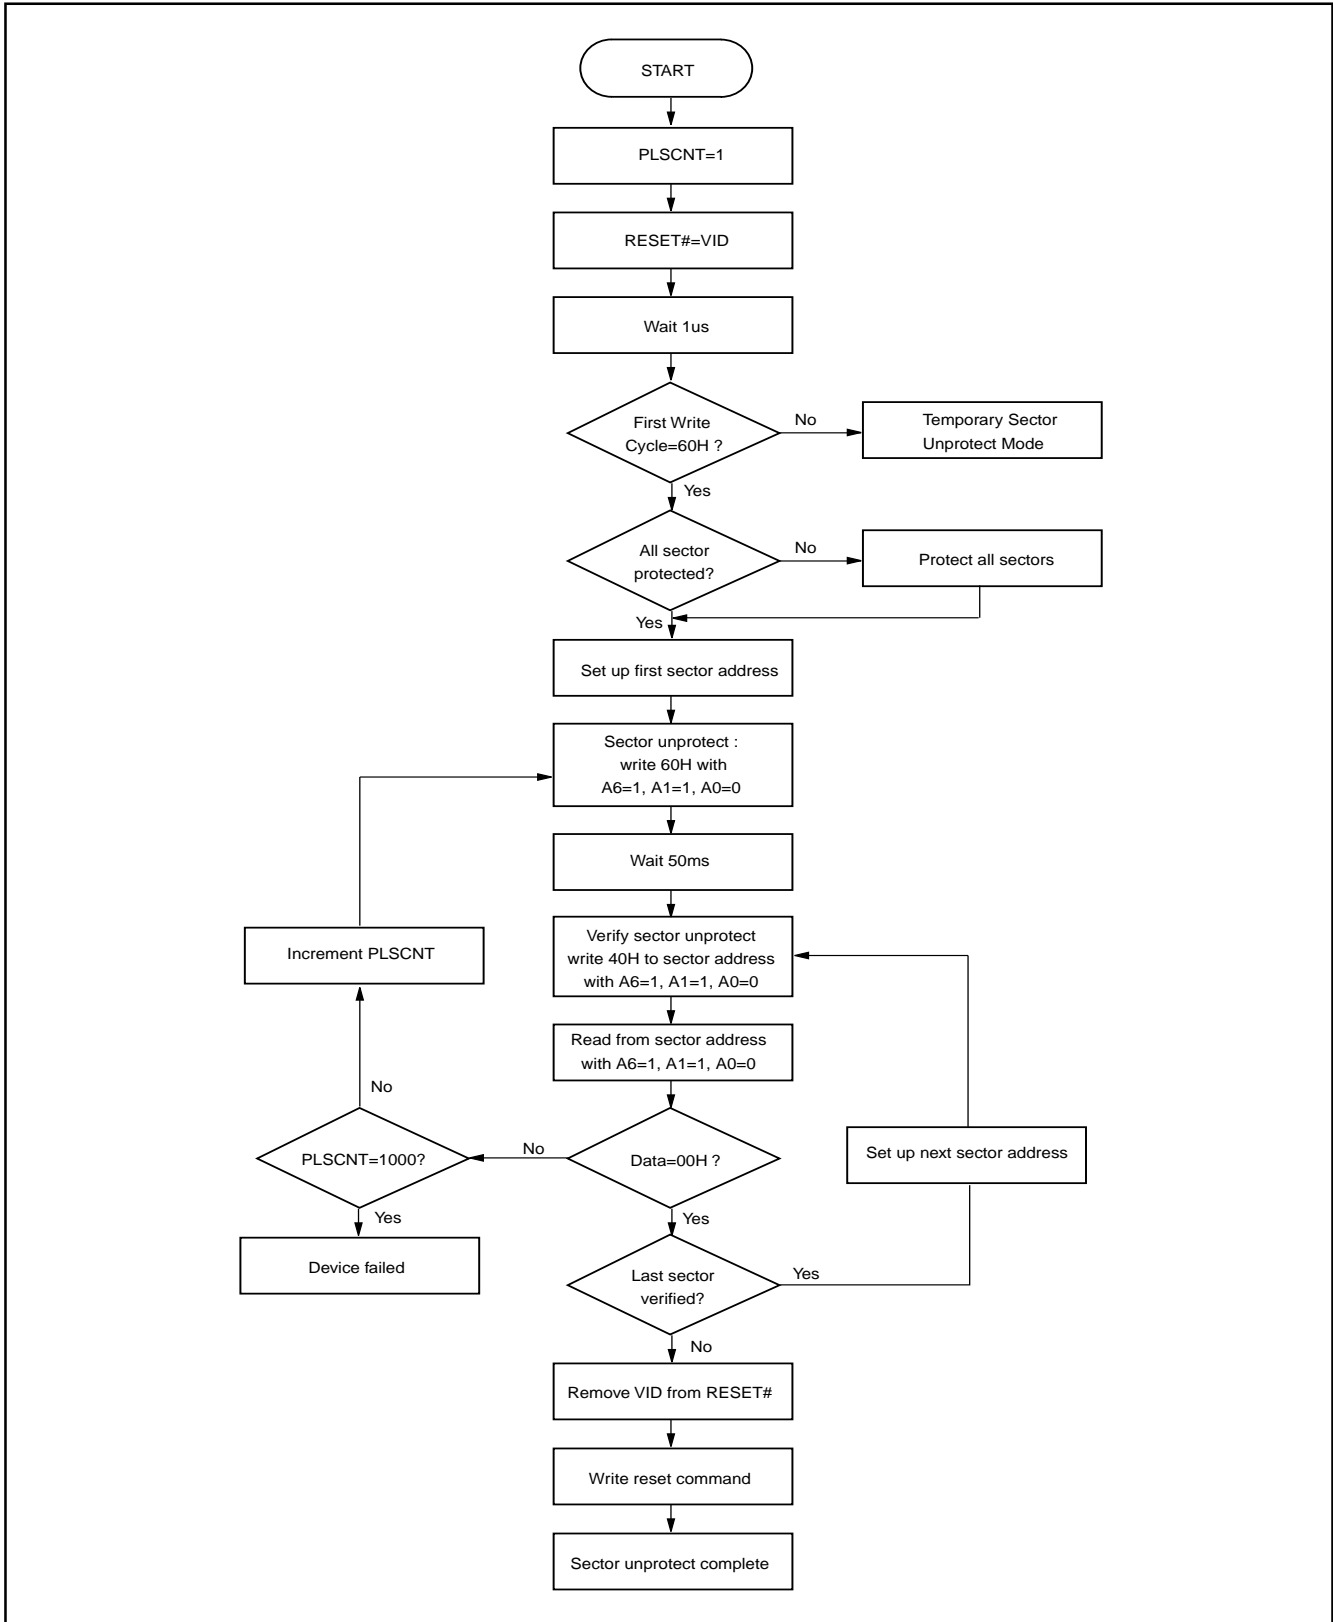 START
PLSCNT=1
RESET#=VID
Wait 1us
First Write
Cycle=60H ?
No
Temporary Sector
Unprotect Mode
Yes
All sector
protected?
No
Protect all sectors
Yes
Set up first sector address
Sector unprotect :
write 60H with
A6=1, A1=1, A0=0
Wait 50ms
Increment PLSCNT
Verify sector unprotect
write 40H to sector address
with A6=1, A1=1, A0=0
Read from sector address
with A6=1, A1=1, A0=0
No
PLSCNT=1000?
No
Data=00H ?
Set up next sector address
Yes
Yes
Device failed
Last sector
verified?
Yes
No
Remove VID from RESET#
Write reset command
Sector unprotect complete